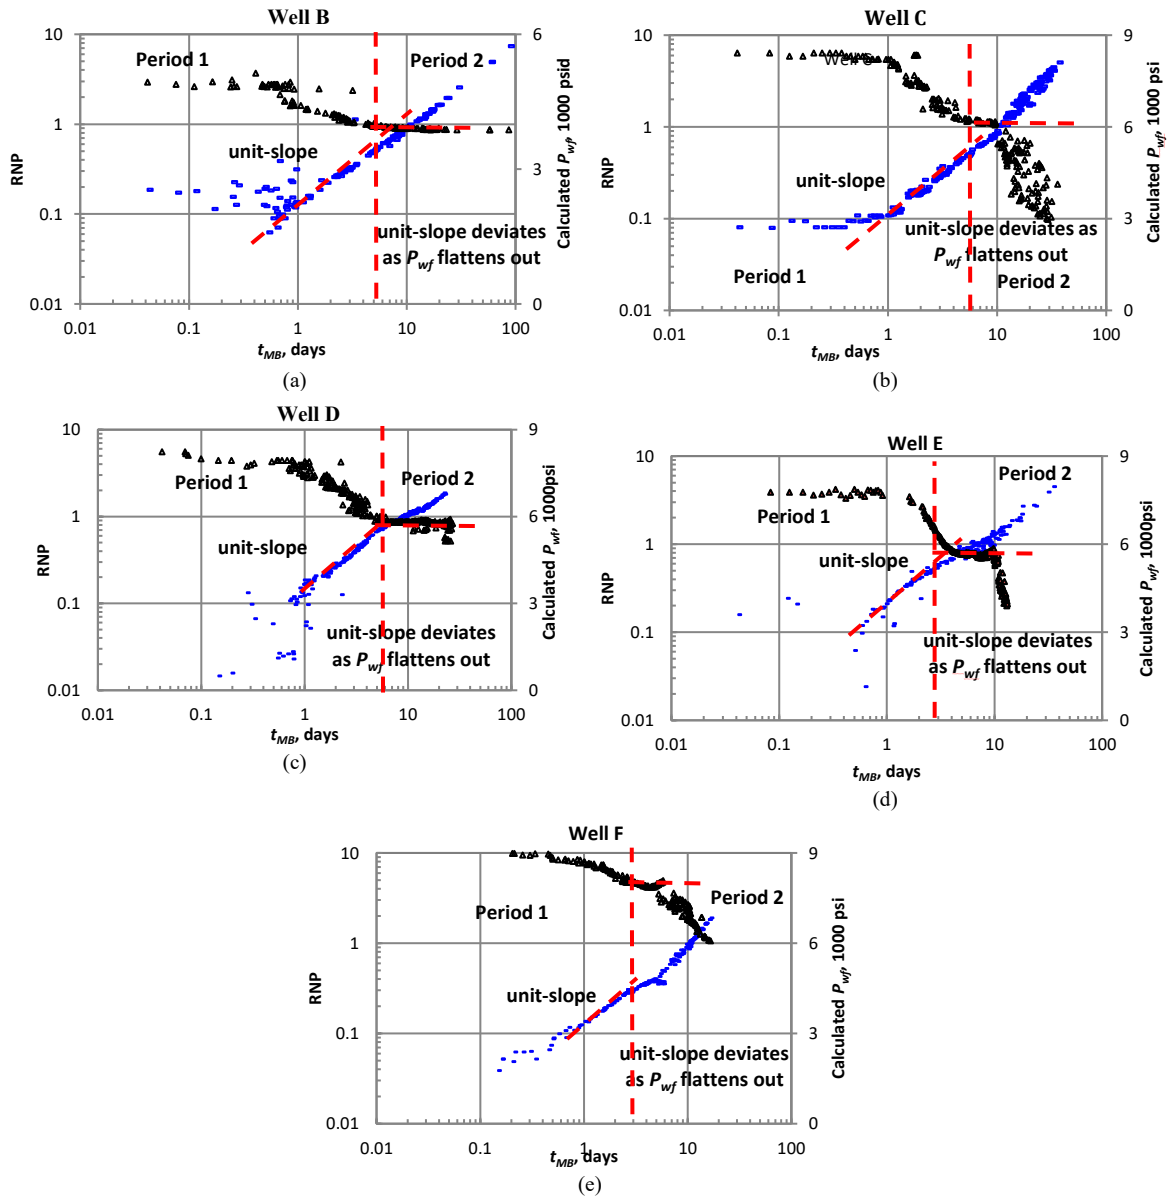 Well B
10
1
0.1
0.01
RNP
Period 1
Period 2
unit-slope
unit-slope deviates
as Pwf flattens out
6
3
0
Calculated Pwf, 1000 psid
0.01
0.1
1
10
100
tMB, days
(a)
Well C
10
1
0.1
0.01
RNP
unit-slope
unit-slope deviates as
Pwf flattens out
Period 1
Period 2
9
6
3
0
Calculated Pwf, 1000 psi
0.01
0.1
1
10
100
tMB, days
(b)
Well D
10
1
0.1
0.01
RNP
Period 1
Period 2
unit-slope
unit-slope deviates
as Pwf flattens out
9
6
3
0
Calculated Pwf, 1000psi
0.01
0.1
1
10
100
tMB, days
(c)
Well E
10
1
0.1
0.01
RNP
Period 2
Period 1
unit-slope
unit-slope deviates
as Pwf flattens out
9
6
3
0
Calculated Pwf, 1000psi
0.01
0.1
1
10
100
tMB, days
(d)
Well F
10
1
0.1
0.01
RNP
Period 2
Period 1
unit-slope
unit-slope deviates
as Pwf flattens out
9
6
3
0
Calculated Pwf, 1000 psi
0.01
0.1
1
10
100
tMB, days
(e)